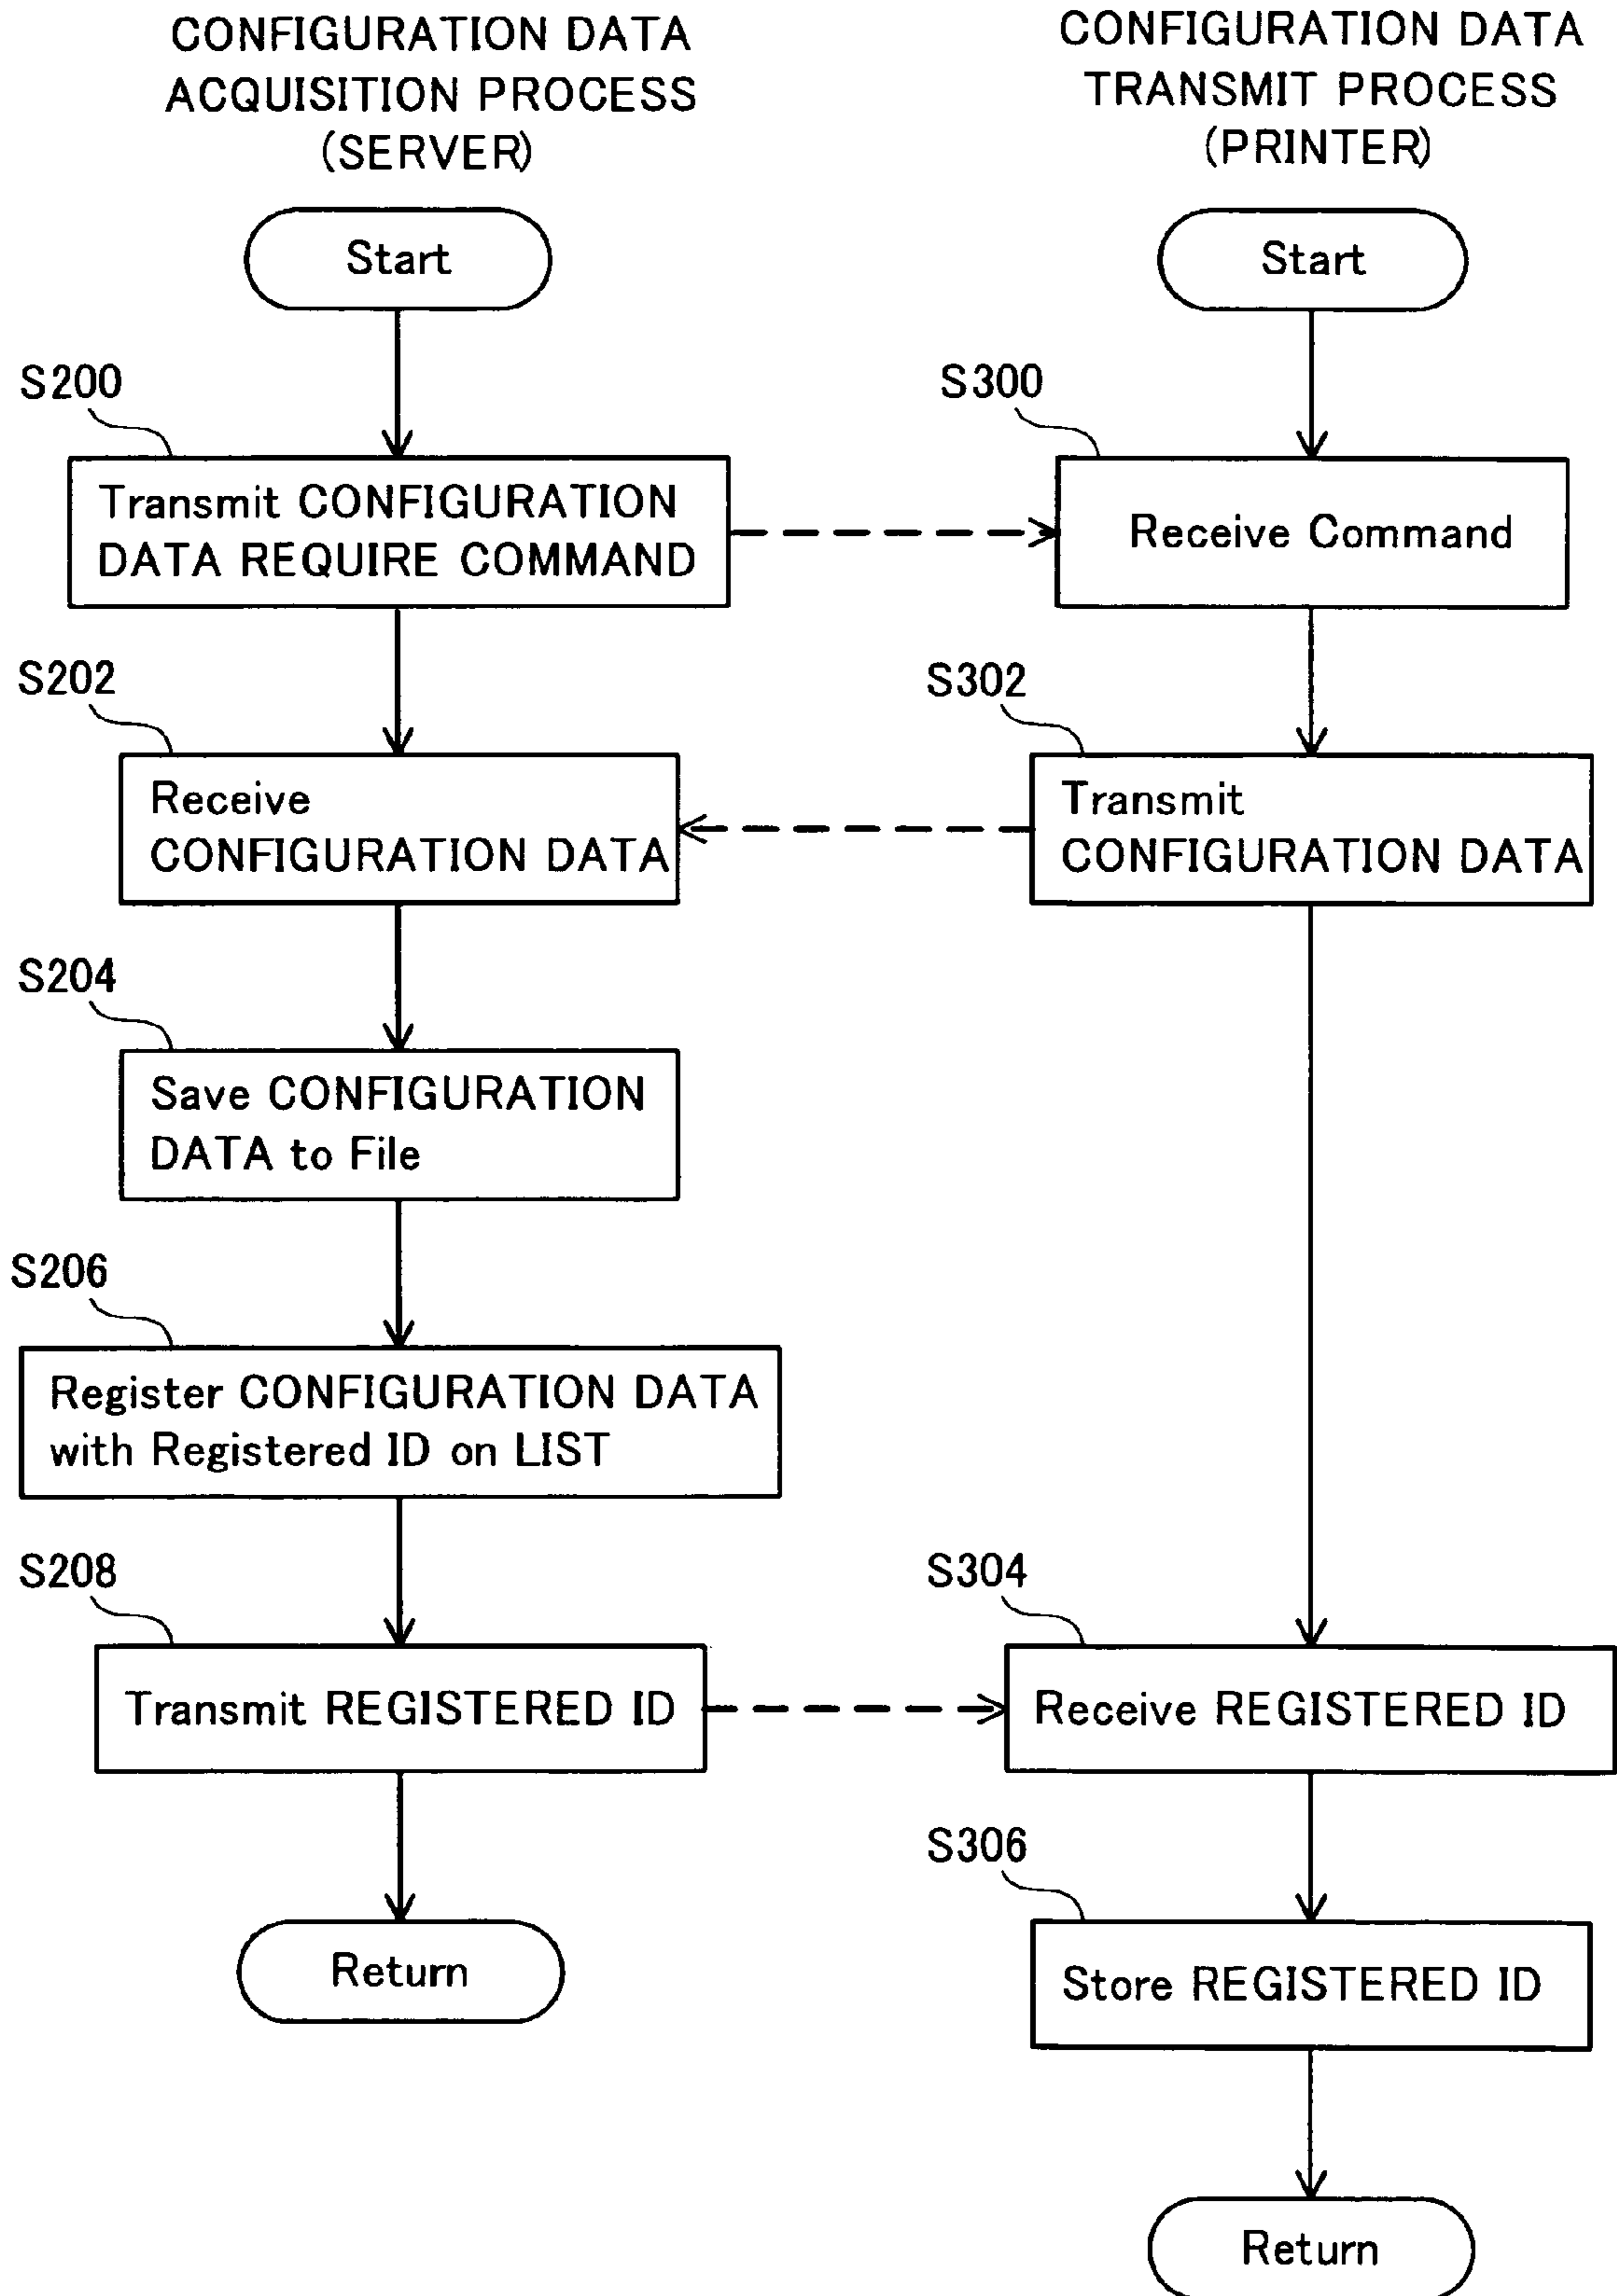 CONFIGURATION DATA
ACQUISITION PROCESS
(SERVER)
Start
S200
Transmit CONFIGURATION
DATA REQUIRE COMMAND
S202
Receive
CONFIGURATION DATA
S204
Save CONFIGURATION
DATA to File
S206
Register CONFIGURATION DATA
with Registered ID on LIST
S208
Transmit REGISTERED ID
Return
CONFIGURATION DATA
TRANSMIT PROCESS
(PRINTER)
Start
S300
Receive Command
S302
Transmit
CONFIGURATION DATA
S304
Receive REGISTERED ID
S306
Store REGISTERED ID
Return